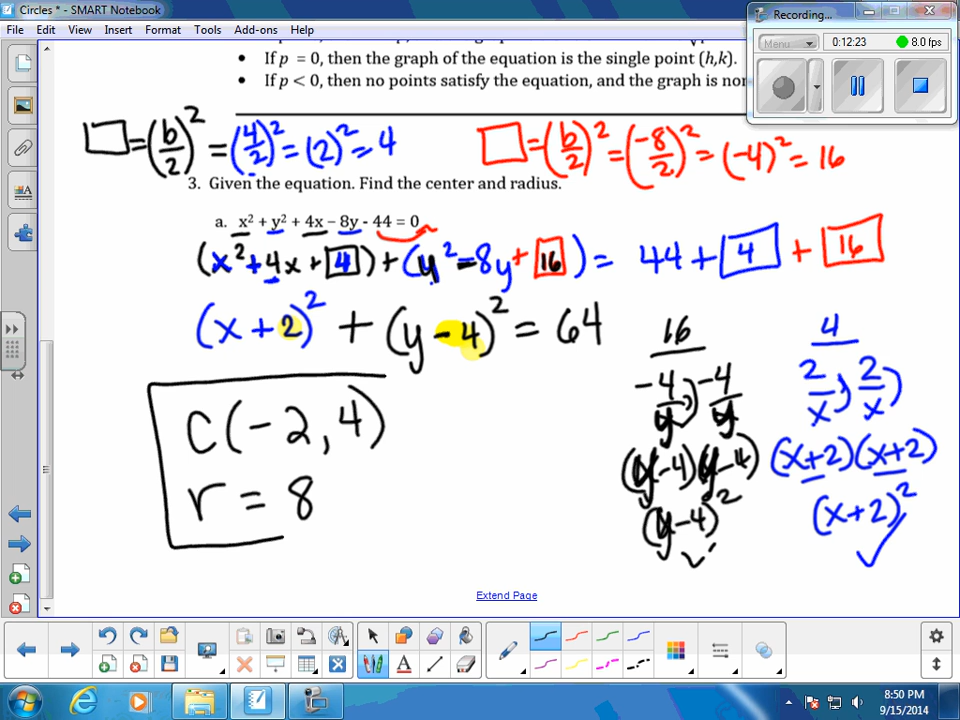 Circles * - SMART Notebook
File Edit View Insert Format Tools Add-ons Help
Recording...
Menu 0:12:23 8.0 fps
• If p = 0, then the graph of the equation is the single point (h,k).
• If p < 0, then no points satisfy the equation, and the graph is non
□ = (b/2)² = (4/2)² = (2)² = 4
□ = (b/2)² = (-8/2)² = (-4)² = 16
3. Given the equation. Find the center and radius.
a. x² + y² + 4x – 8y - 44 = 0
(x² + 4x + 4) + (y² - 8y + 16) = 44 + 4 + 16
(x + 2)² + (y - 4)² = 64
C(-2, 4)
r = 8
16
-4/y) -4/y
(y-4)(y-4)
(y-4)²
4
2/x) 2/x)
(x+2)(x+2)
(x+2)²
Extend Page
8:50 PM
9/15/2014